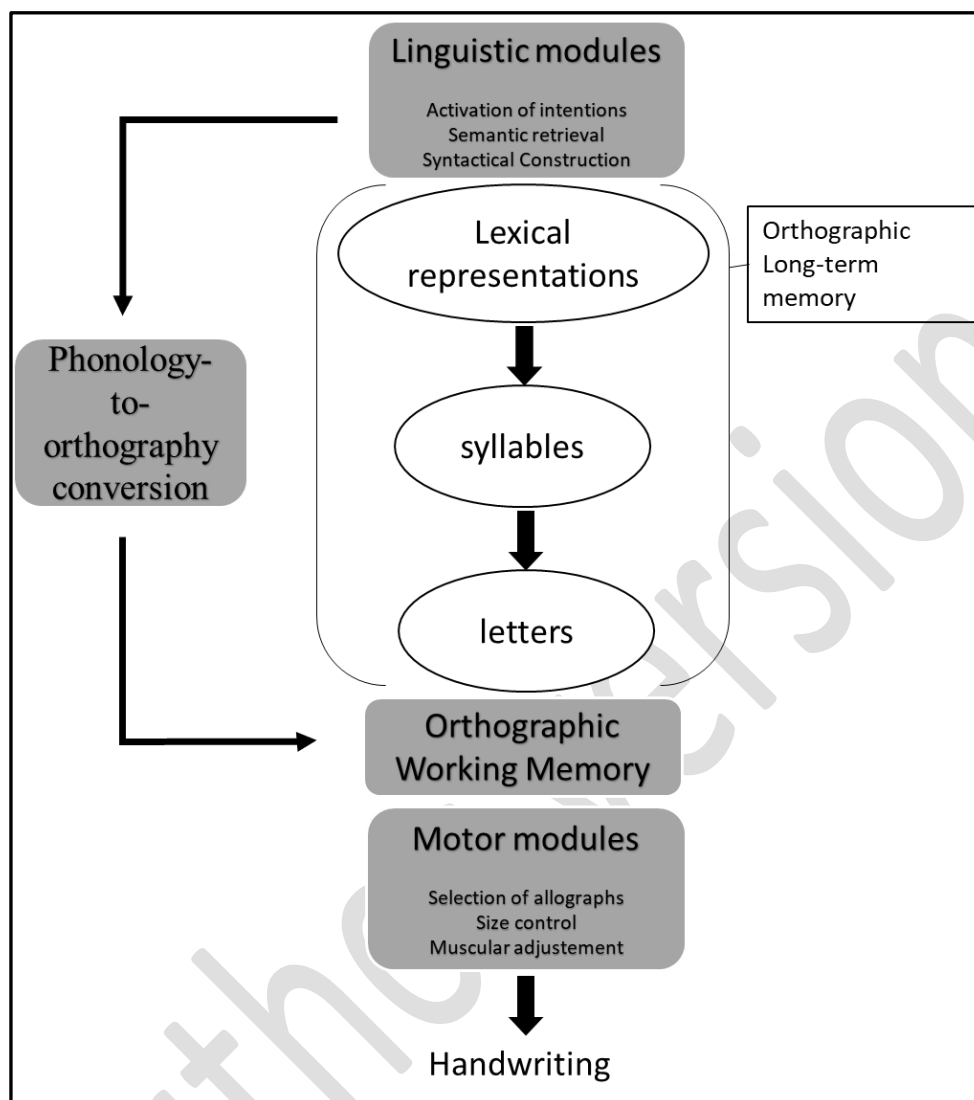 Linguistic modules
Activation of intentions
Semantic retrieval
Syntactical Construction
Lexical
representations
Orthographic
Long-term
memory
Phonology-
to-
orthography
conversion
syllables
letters
Orthographic
Working Memory
Motor modules
Selection of allographs
Size control
Muscular adjustement
Handwriting